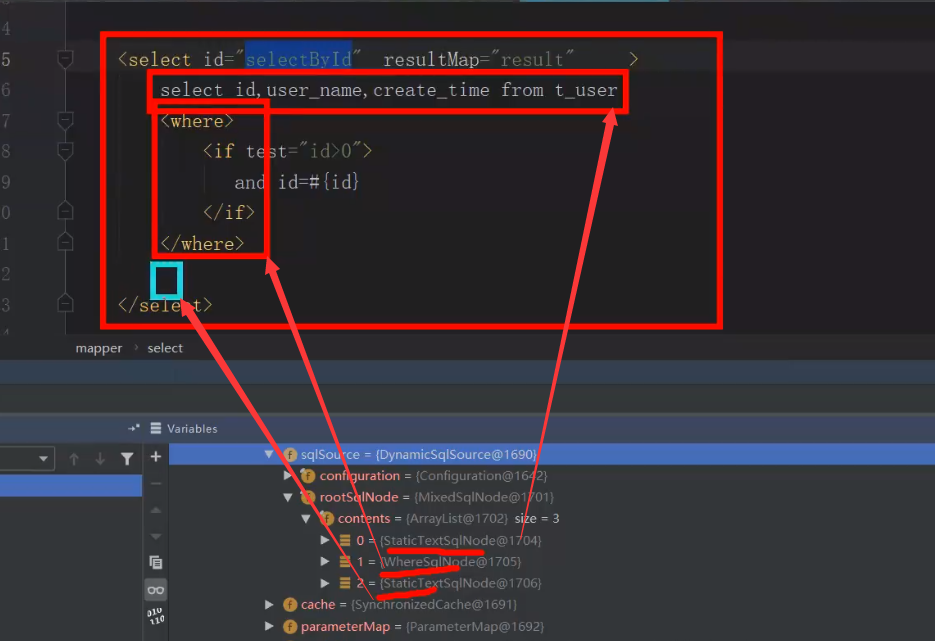 4
5 <select id="selectById" resultMap="result" >
6 select id,user_name,create_time from t_user
7 <where>
8 <if test="id>0">
9 and id=#{id}
0 </if>
1 </where>
2
3 </select>
mapper › select
Variables
f sqlSource = {DynamicSqlSource@1690}
f configuration = {Configuration@1642}
f rootSqlNode = {MixedSqlNode@1701}
f contents = {ArrayList@1702} size = 3
0 = {StaticTextSqlNode@1704}
1 = {WhereSqlNode@1705}
2 = {StaticTextSqlNode@1706}
f cache = {SynchronizedCache@1691}
f parameterMap = {ParameterMap@1692}